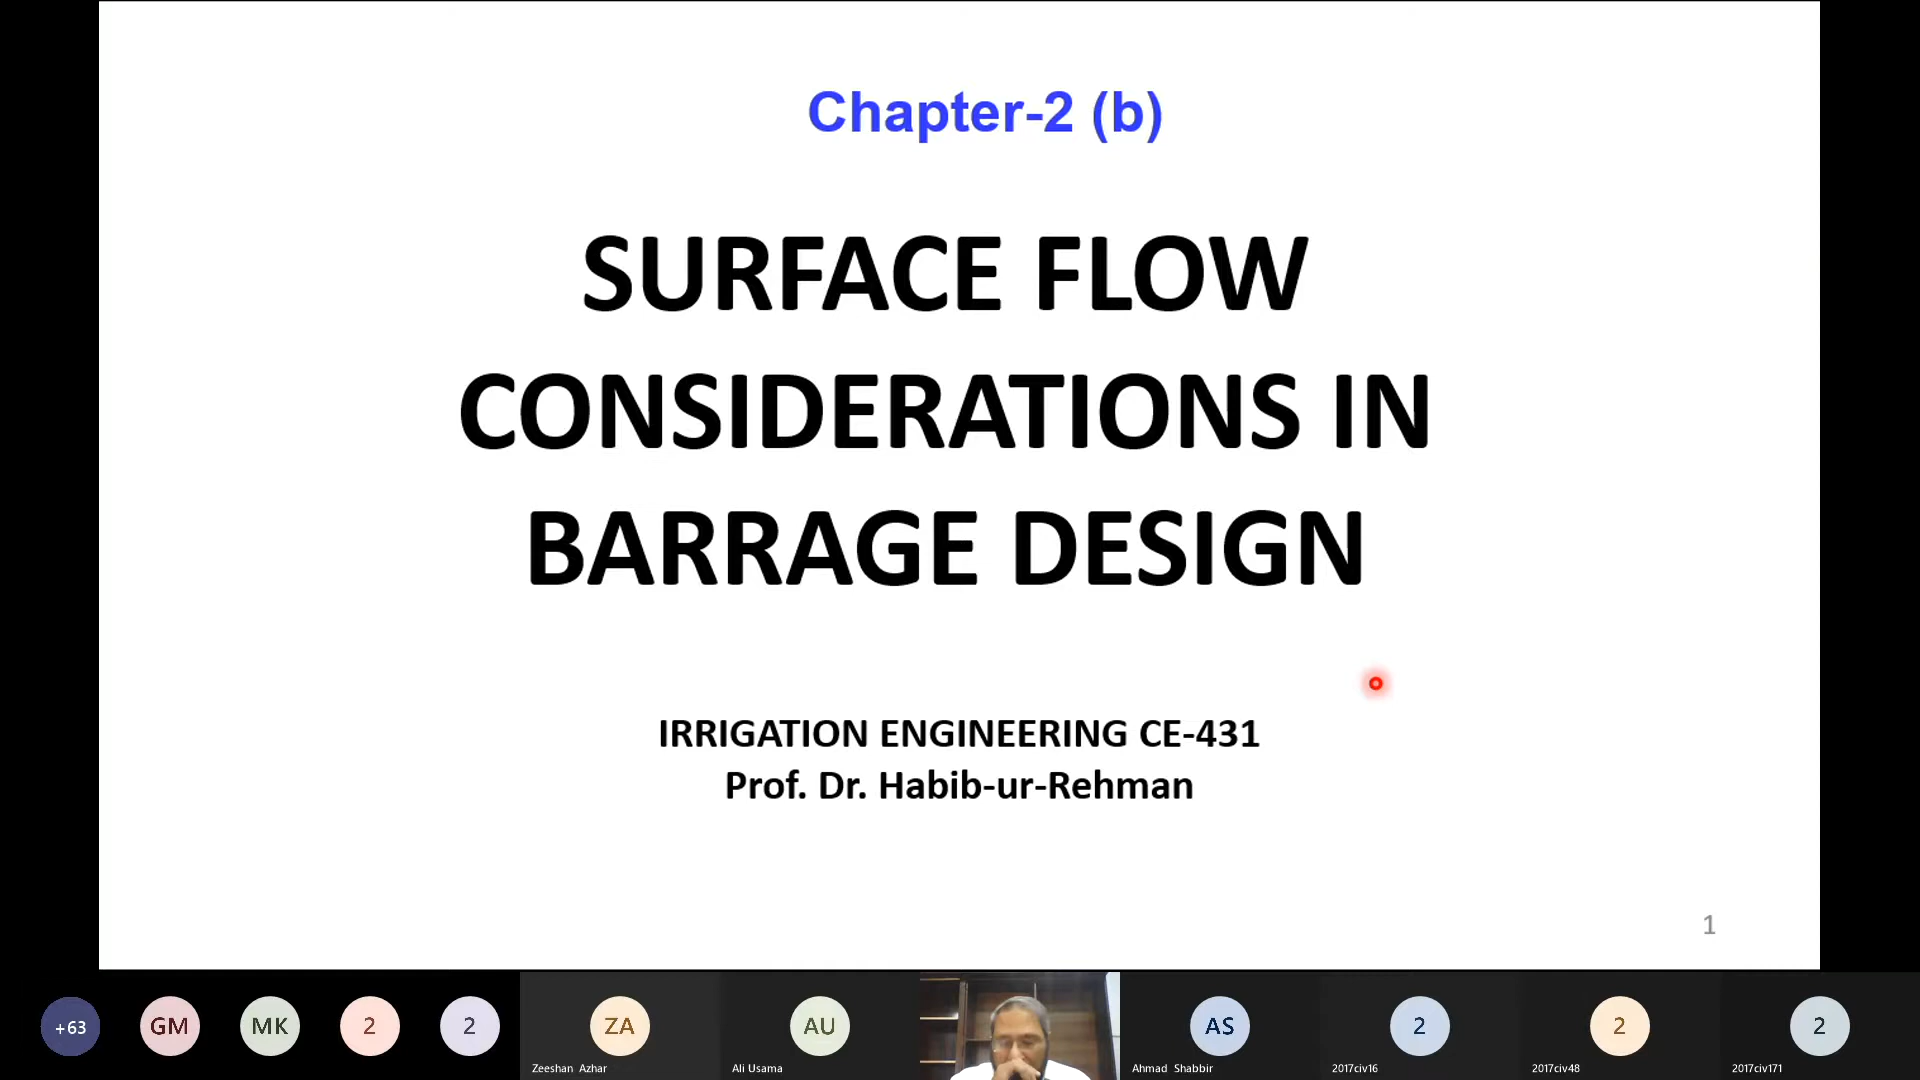 Chapter-2 (b)
SURFACE FLOW
CONSIDERATIONS IN
BARRAGE DESIGN
IRRIGATION ENGINEERING CE-431
Prof. Dr. Habib-ur-Rehman
1
+63
GM
MK
2
2
ZA
Zeeshan Azhar
AU
Ali Usama
AS
Ahmad Shabbir
2
2017civ16
2
2017civ48
2
2017civ171